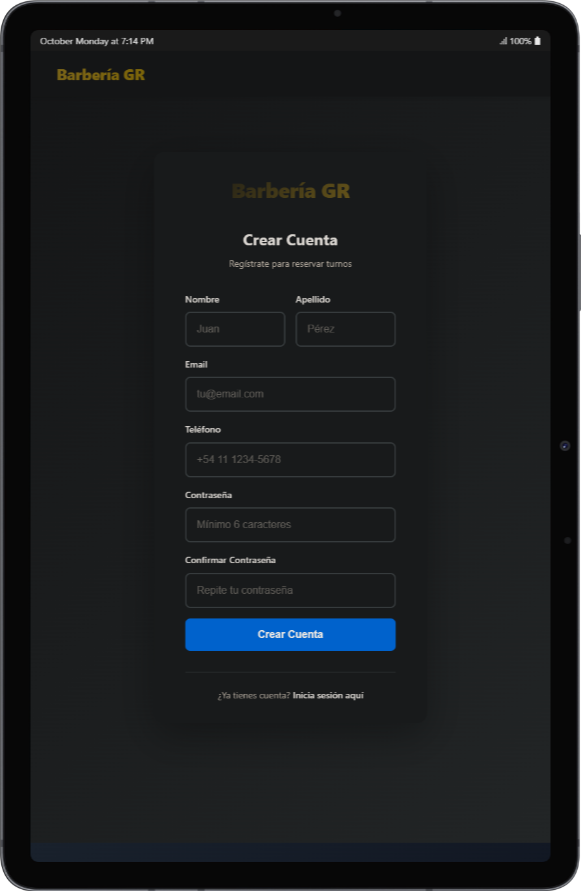 October Monday at 7:14 PM 100%
Barbería GR
Barbería GR
Crear Cuenta
Regístrate para reservar turnos
Nombre Apellido
Juan Pérez
Email
tu@email.com
Teléfono
+54 11 1234-5678
Contraseña
Mínimo 6 caracteres
Confirmar Contraseña
Repite tu contraseña
Crear Cuenta
¿Ya tienes cuenta? Inicia sesión aquí